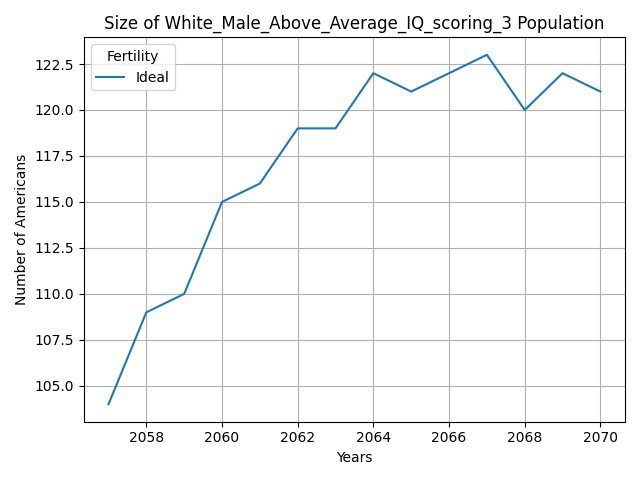 Size of White_Male_Above_Average_IQ_scoring_3 Population
Fertility
Ideal
Number of Americans
122.5
120.0
117.5
115.0
112.5
110.0
107.5
105.0
2058 2060 2062 2064 2066 2068 2070
Years